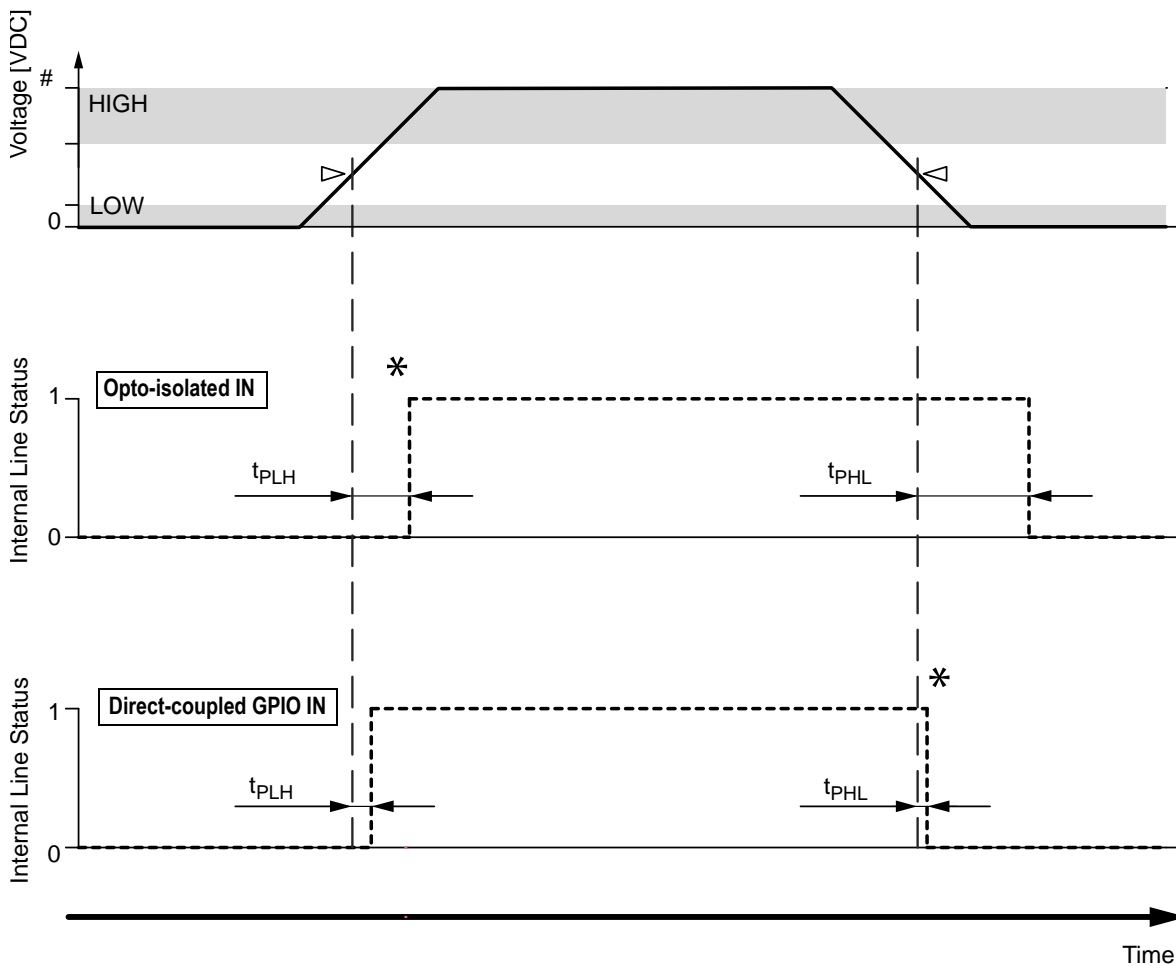 Voltage [VDC]
#
HIGH
LOW
0
Internal Line Status
1
Opto-isolated IN
*
tPLH
tPHL
0
Internal Line Status
1
Direct-coupled GPIO IN
*
tPLH
tPHL
0
Time